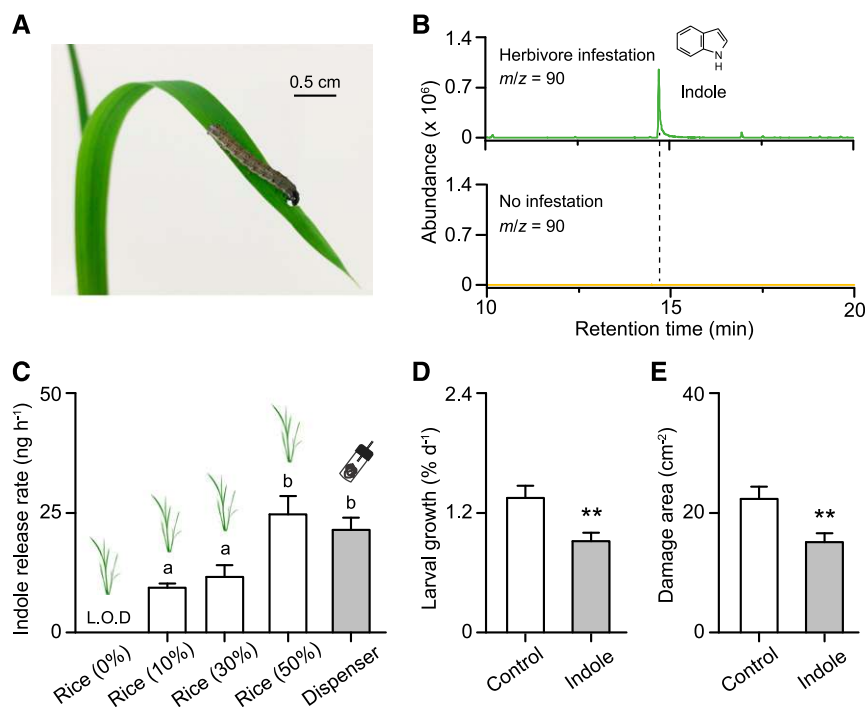 A
0.5 cm
B
Abundance (x 10⁶)
1.4
0.7
0
Herbivore infestation
m/z = 90
N
H
Indole
1.4
0.7
0
No infestation
m/z = 90
10
15
20
Retention time (min)
C
Indole release rate (ng h⁻¹)
50
25
0
L.O.D
a
a
b
b
Rice (0%)
Rice (10%)
Rice (30%)
Rice (50%)
Dispenser
D
Larval growth (% d⁻¹)
2.4
1.2
0
**
Control
Indole
E
Damage area (cm⁻²)
40
20
0
**
Control
Indole